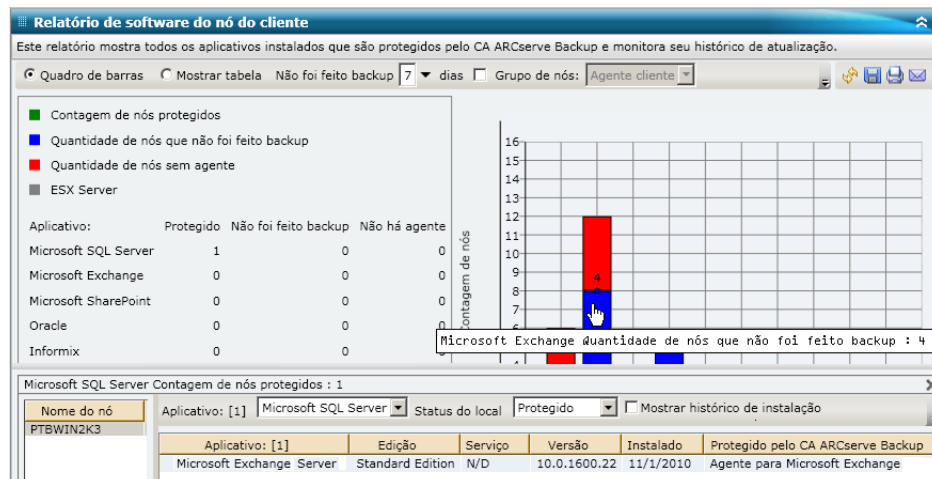 Relatório de software do nó do cliente
Este relatório mostra todos os aplicativos instalados que são protegidos pelo CA ARCserve Backup e monitora seu histórico de atualização.
Quadro de barras Mostrar tabela Não foi feito backup 7 dias Grupo de nós: Agente cliente
Contagem de nós protegidos
Quantidade de nós que não foi feito backup
Quantidade de nós sem agente
ESX Server
Aplicativo: Protegido Não foi feito backup Não há agente
Microsoft SQL Server 1 0 0
Microsoft Exchange 0 0 0
Microsoft SharePoint 0 0 0
Oracle 0 0 0
Informix 0 0
Contagem de nós
16
15
14
13
12
11
10
9
8
7
4
Microsoft Exchange Quantidade de nós que não foi feito backup : 4
Microsoft SQL Server Contagem de nós protegidos : 1
Nome do nó
PTBWIN2K3
Aplicativo: [1] Microsoft SQL Server Status do local Protegido Mostrar histórico de instalação
Aplicativo: [1] Edição Serviço Versão Instalado Protegido pelo CA ARCserve Backup
Microsoft Exchange Server Standard Edition N/D 10.0.1600.22 11/1/2010 Agente para Microsoft Exchange